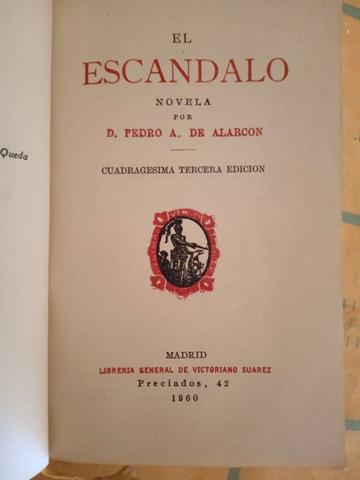 EL
ESCANDALO
NOVELA
POR
D. PEDRO A. DE ALARCON
CUADRAGESIMA TERCERA EDICION
MADRID
LIBRERIA GENERAL DE VICTORIANO SUAREZ
Preciados, 42
1960
Queda